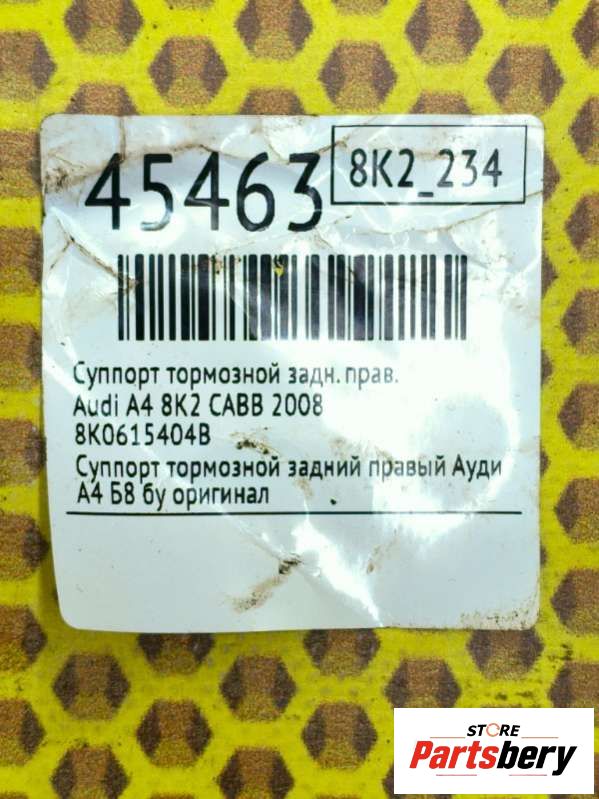 45463
8K2_234
Суппорт тормозной задн. прав.
Audi A4 8K2 CABB 2008
8K0615404B
Суппорт тормозной задний правый Ауди
А4 Б8 бу оригинал
STORE
Partsbery